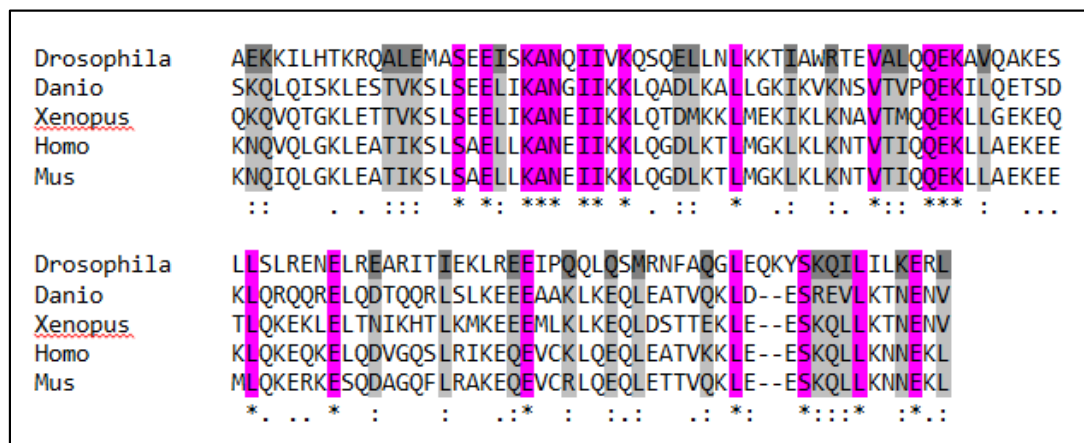 Drosophila AEKKILHTKRQALEMASEEISKANQIIVKQSQELLNLKKTIAWRTEVALQQEKAVQAKES
Danio SKQLQISKLESTVKSLSEELIKANGIIKKLQADLKALLGKIKVKNSVTVPQEKILQETSD
Xenopus QKQVQTGKLETTVKSLSEELIKANEIIKKLQTDMKKLMEKIKLKNAVTMQQEKLLGEKEQ
Homo KNQVQLGKLEATIKSLSAELLKANEIIKKLQGDLKTLMGKLKLKNTVTIQQEKLLAEKEE
Mus KNQIQLGKLEATIKSLSAELLKANEIIKKLQGDLKTLMGKLKLKNTVTIQQEKLLAEKEE
:: . . ::: * *: *** ** * . :: * .: :. *:: *** : ...
Drosophila LLSLRENELREARITIEKLREEIPQQLQSMRNFAQGLEQKYSKQILILKERL
Danio KLQRQQRELQDTQQRLSLKEEEAAKLKEQLEATVQKLD--ESREVLKTNENV
Xenopus TLQKEKLELTNIKHTLKMKEEEMLKLKEQLDSTTEKLE--ESKQLLKTNENV
Homo KLQKEQKELQDVGQSLRIKEQEVCKLQEQLEATVKKLE--ESKQLLKNNEKL
Mus MLQKERKESQDAGQFLRAKEQEVCRLQEQLETTVQKLE--ESKQLLKNNEKL
*. .. * : : .:* : :.: .: *: *:::* :*.: